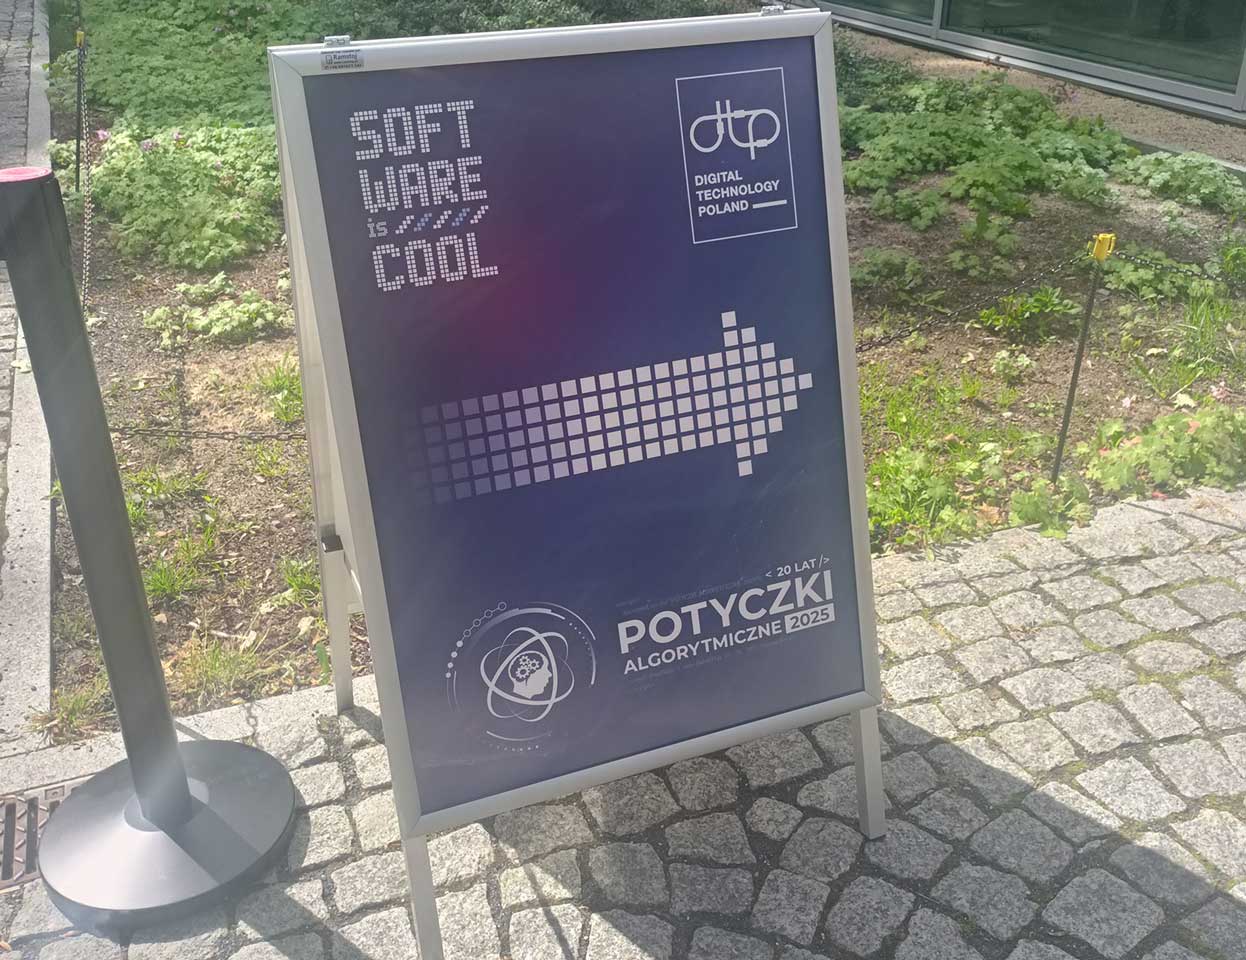 SOFT
WARE
is
COOL
dtp
DIGITAL
TECHNOLOGY
POLAND
< 20 LAT />
POTYCZKI
ALGORYTMICZNE 2025